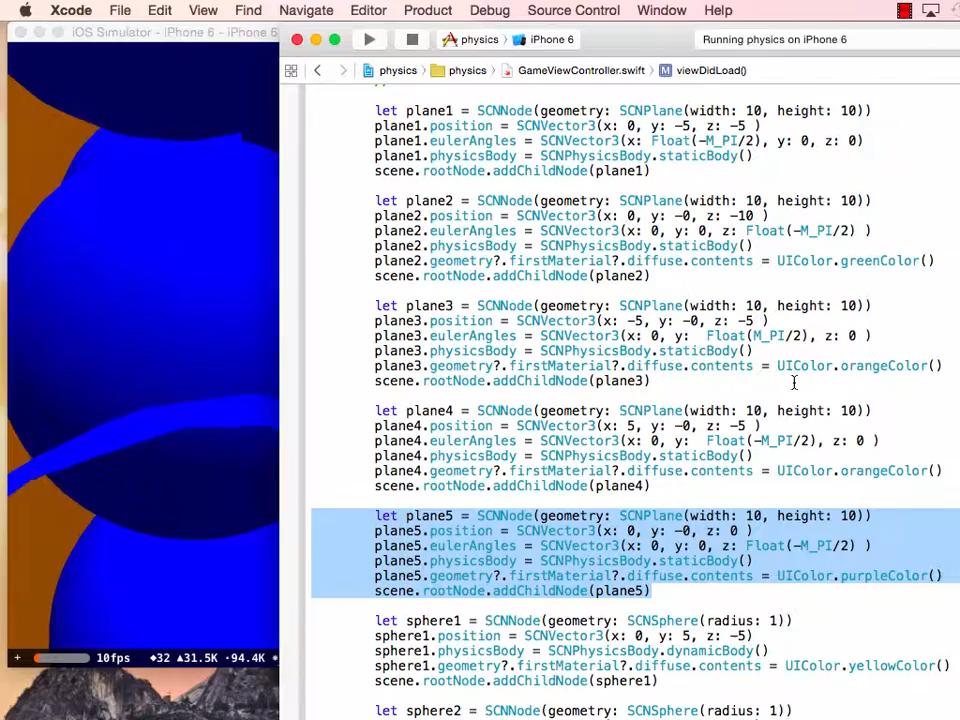 Xcode File Edit View Find Navigate Editor Product Debug Source Control Window Help
iOS Simulator - iPhone 6 - iPhone 6
physics iPhone 6 Running physics on iPhone 6
physics physics GameViewController.swift M viewDidLoad()
let plane1 = SCNNode(geometry: SCNPlane(width: 10, height: 10))
plane1.position = SCNVector3(x: 0, y: -5, z: -5 )
plane1.eulerAngles = SCNVector3(x: Float(-M_PI/2), y: 0, z: 0)
plane1.physicsBody = SCNPhysicsBody.staticBody()
scene.rootNode.addChildNode(plane1)
let plane2 = SCNNode(geometry: SCNPlane(width: 10, height: 10))
plane2.position = SCNVector3(x: 0, y: -0, z: -10 )
plane2.eulerAngles = SCNVector3(x: 0, y: 0, z: Float(-M_PI/2) )
plane2.physicsBody = SCNPhysicsBody.staticBody()
plane2.geometry?.firstMaterial?.diffuse.contents = UIColor.greenColor()
scene.rootNode.addChildNode(plane2)
let plane3 = SCNNode(geometry: SCNPlane(width: 10, height: 10))
plane3.position = SCNVector3(x: -5, y: -0, z: -5 )
plane3.eulerAngles = SCNVector3(x: 0, y:  Float(M_PI/2), z: 0 )
plane3.physicsBody = SCNPhysicsBody.staticBody()
plane3.geometry?.firstMaterial?.diffuse.contents = UIColor.orangeColor()
scene.rootNode.addChildNode(plane3)
let plane4 = SCNNode(geometry: SCNPlane(width: 10, height: 10))
plane4.position = SCNVector3(x: 5, y: -0, z: -5 )
plane4.eulerAngles = SCNVector3(x: 0, y:  Float(-M_PI/2), z: 0 )
plane4.physicsBody = SCNPhysicsBody.staticBody()
plane4.geometry?.firstMaterial?.diffuse.contents = UIColor.orangeColor()
scene.rootNode.addChildNode(plane4)
let plane5 = SCNNode(geometry: SCNPlane(width: 10, height: 10))
plane5.position = SCNVector3(x: 0, y: -0, z: 0 )
plane5.eulerAngles = SCNVector3(x: 0, y: 0, z: Float(-M_PI/2) )
plane5.physicsBody = SCNPhysicsBody.staticBody()
plane5.geometry?.firstMaterial?.diffuse.contents = UIColor.purpleColor()
scene.rootNode.addChildNode(plane5)
let sphere1 = SCNNode(geometry: SCNSphere(radius: 1))
sphere1.position = SCNVector3(x: 0, y: 5, z: -5)
sphere1.physicsBody = SCNPhysicsBody.dynamicBody()
sphere1.geometry?.firstMaterial?.diffuse.contents = UIColor.yellowColor()
scene.rootNode.addChildNode(sphere1)
let sphere2 = SCNNode(geometry: SCNSphere(radius: 1))
+ 10fps ◆32 ▲31.5K ·94.4K